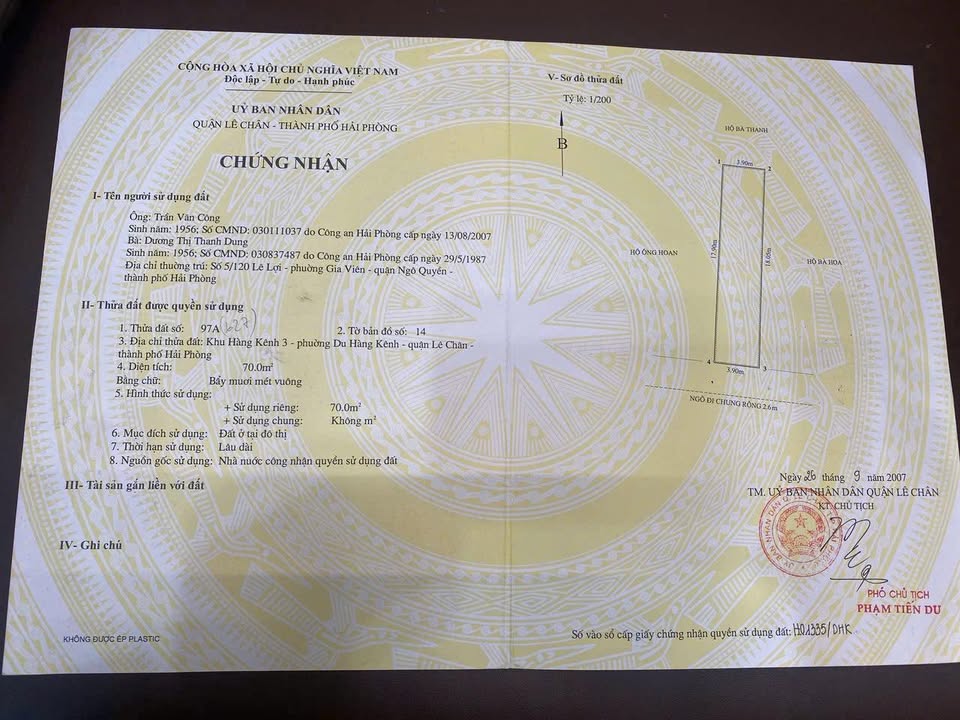 CỘNG HÒA XÃ HỘI CHỦ NGHĨA VIỆT NAM
Độc lập - Tự do - Hạnh phúc
UỶ BAN NHÂN DÂN
QUẬN LÊ CHÂN - THÀNH PHỐ HẢI PHÒNG
CHỨNG NHẬN
I- Tên người sử dụng đất
Ông: Trần Văn Công
Sinh năm: 1956; Số CMND: 030111037 do Công an Hải Phòng cấp ngày 13/08/2007
Bà: Dương Thị Thanh Dung
Sinh năm: 1956; Số CMND: 030837487 do Công an Hải Phòng cấp ngày 29/5/1987
Địa chỉ thường trú: Số 5/120 Lê Lợi - phường Gia Viên - quận Ngô Quyền -
thành phố Hải Phòng
II- Thửa đất được quyền sử dụng
1. Thửa đất số: 97A (627) 2. Tờ bản đồ số: 14
3. Địa chỉ thửa đất: Khu Hàng Kênh 3 - phường Dư Hàng Kênh - quận Lê Chân -
thành phố Hải Phòng
4. Diện tích: 70.0m²
Bằng chữ: Bẩy mươi mét vuông
5. Hình thức sử dụng:
+ Sử dụng riêng: 70.0m²
+ Sử dụng chung: Không m²
6. Mục đích sử dụng: Đất ở tại đô thị
7. Thời hạn sử dụng: Lâu dài
8. Nguồn gốc sử dụng: Nhà nước công nhận quyền sử dụng đất
III- Tài sản gắn liền với đất
IV- Ghi chú
KHÔNG ĐƯỢC ÉP PLASTIC
V- Sơ đồ thửa đất
Tỷ lệ: 1/200
B
HỘ BÀ THANH
1 3.90m 2
17.90m
18.05m
HỘ ÔNG HOAN
HỘ BÀ HOA
4 3.90m 3
NGÕ ĐI CHUNG RỘNG 2.6m
Ngày 26 tháng 9 năm 2007
TM. UỶ BAN NHÂN DÂN QUẬN LÊ CHÂN
KT. CHỦ TỊCH
PHÓ CHỦ TỊCH
PHẠM TIẾN DU
Số vào sổ cấp giấy chứng nhận quyền sử dụng đất: H01335/DHK